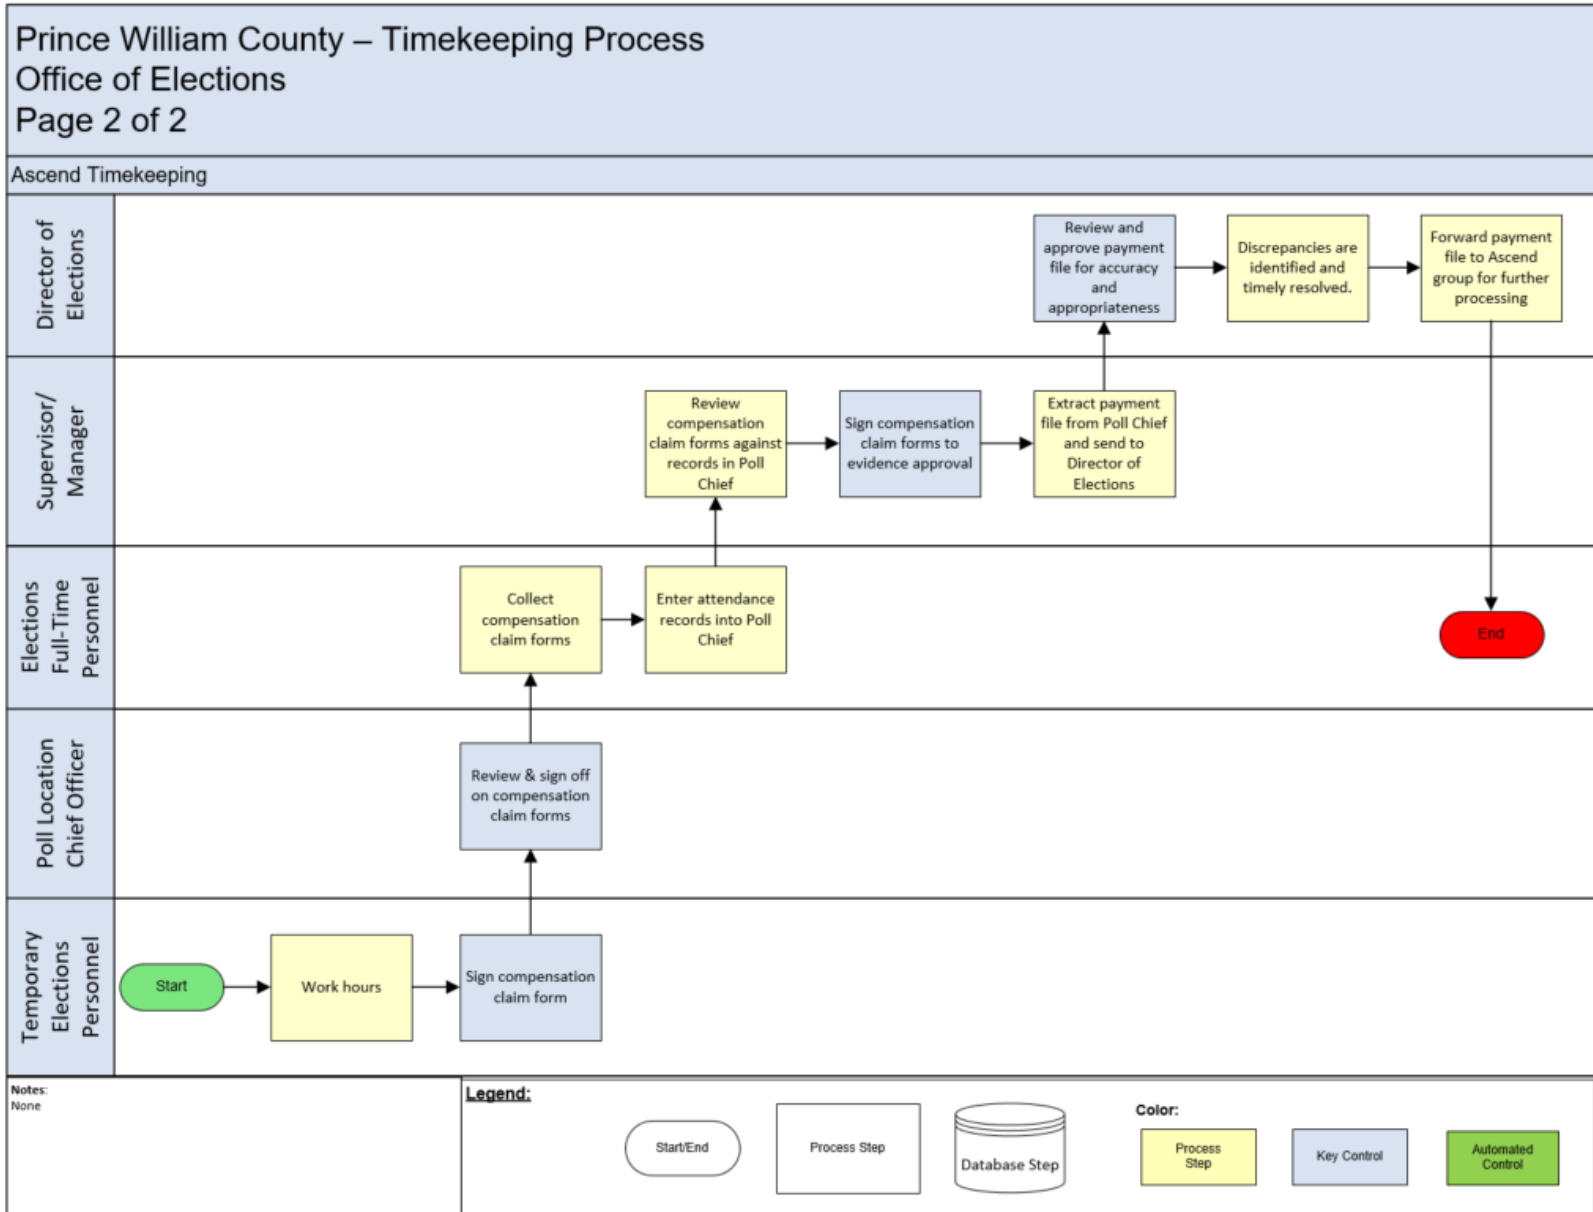 Prince William County – Timekeeping Process
Office of Elections
Page 2 of 2
Ascend Timekeeping
Director of
Elections
Review and
approve payment
file for accuracy
and
appropriateness
Discrepancies are
identified and
timely resolved.
Forward payment
file to Ascend
group for further
processing
Supervisor/
Manager
Review
compensation
claim forms against
records in Poll
Chief
Sign compensation
claim forms to
evidence approval
Extract payment
file from Poll Chief
and send to
Director of
Elections
Elections
Full-Time
Personnel
Collect
compensation
claim forms
Enter attendance
records into Poll
Chief
End
Poll Location
Chief Officer
Review & sign off
on compensation
claim forms
Temporary
Elections
Personnel
Start
Work hours
Sign compensation
claim form
Notes:
None
Legend:
Start/End
Process Step
Database Step
Color:
Process
Step
Key Control
Automated
Control